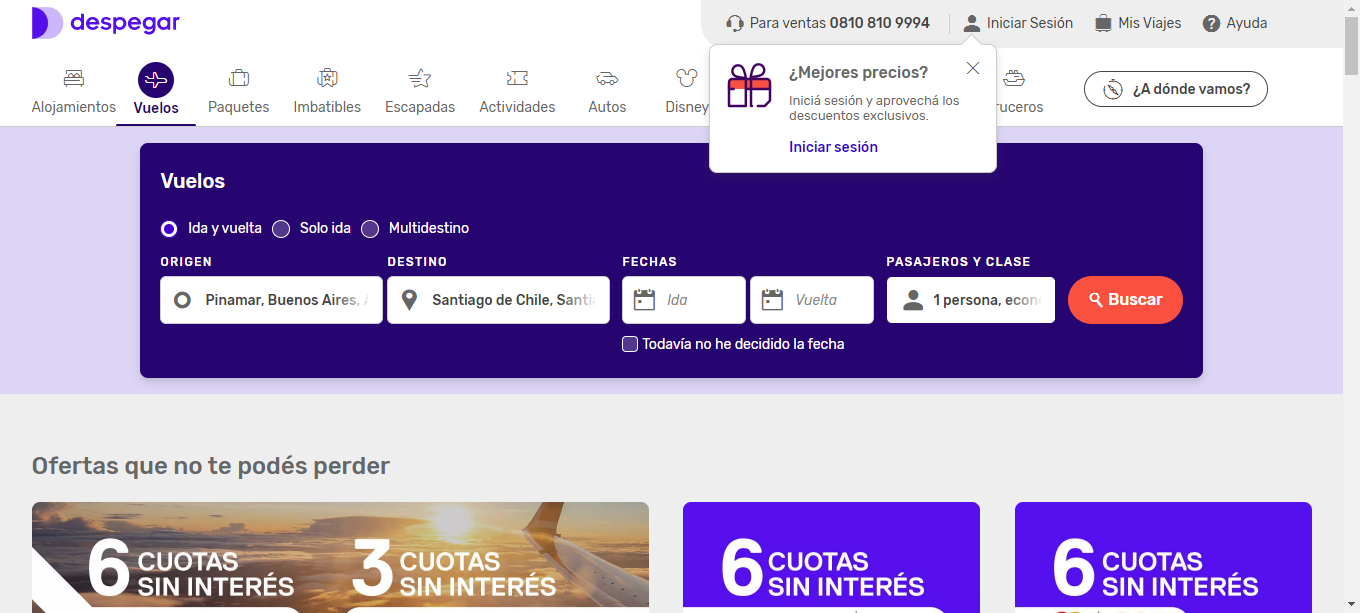 despegar
Para ventas 0810 810 9994
Iniciar Sesión
Mis Viajes
Ayuda
Alojamientos
Vuelos
Paquetes
Imbatibles
Escapadas
Actividades
Autos
Disney
ruceros
¿A dónde vamos?
¿Mejores precios?
Iniciá sesión y aprovechá los
descuentos exclusivos.
Iniciar sesión
Vuelos
Ida y vuelta
Solo ida
Multidestino
ORIGEN
DESTINO
FECHAS
PASAJEROS Y CLASE
Pinamar, Buenos Aires,
Santiago de Chile, Santi
Ida
Vuelta
1 persona, econ
Buscar
Todavía no he decidido la fecha
Ofertas que no te podés perder
6 CUOTAS
SIN INTERÉS
3 CUOTAS
SIN INTERÉS
6 CUOTAS
SIN INTERÉS
6 CUOTAS
SIN INTERÉS